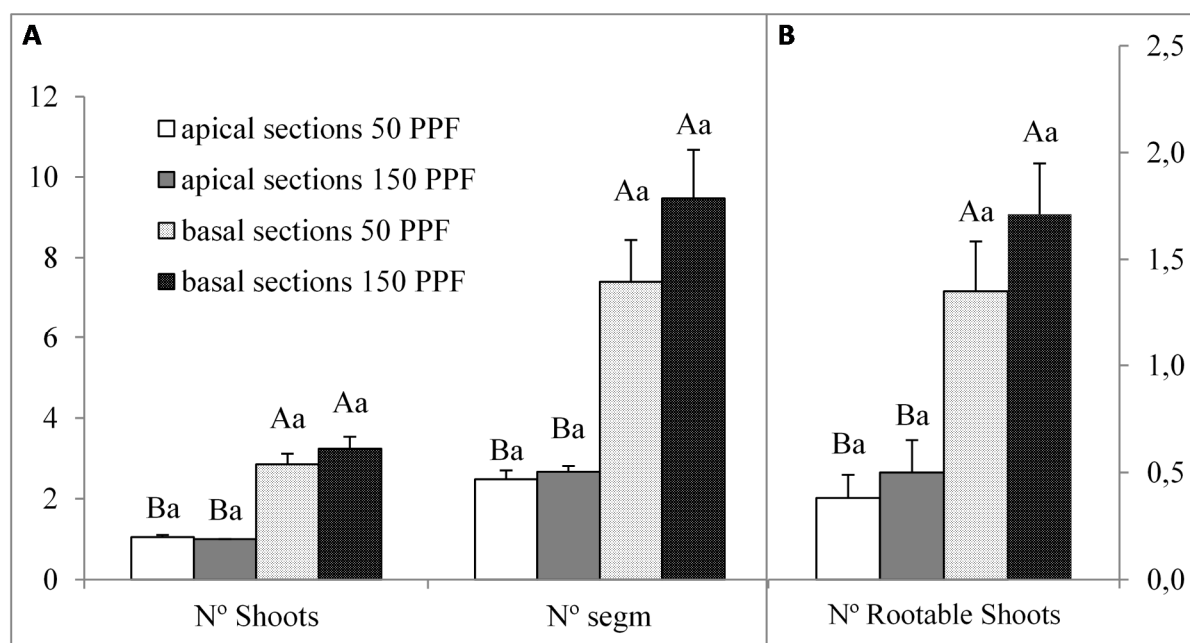 A
B
2,5
12
apical sections 50 PPF
Aa
Aa
2,0
apical sections 150 PPF
10
Aa
Aa
basal sections 50 PPF
8
1,5
basal sections 150 PPF
6
1,0
4
Aa
Aa
Ba
Ba
Ba
Ba
0,5
2
Ba
Ba
0
0,0
Nº Shoots
Nº segm
Nº Rootable Shoots